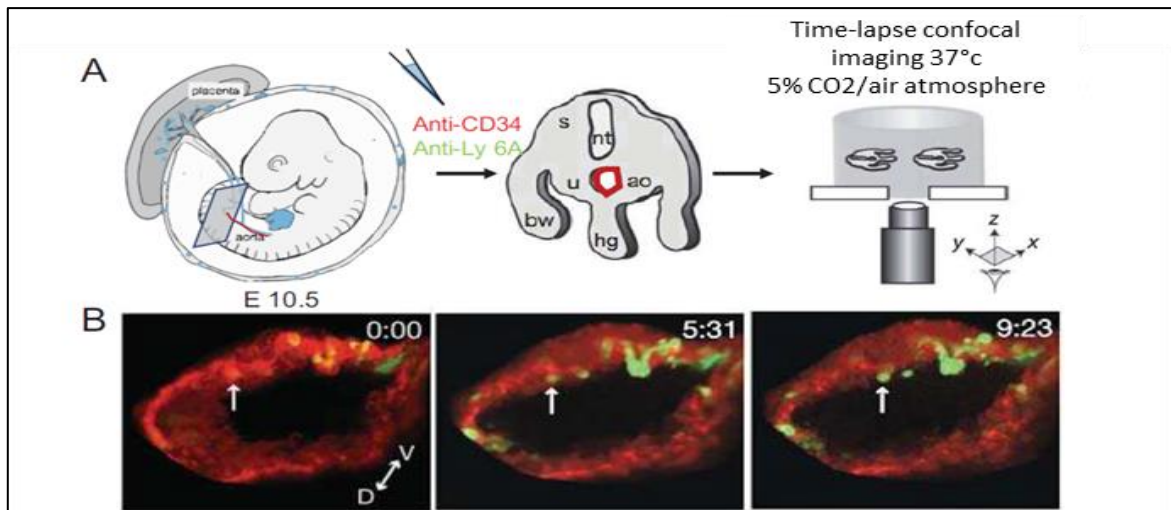 A
placenta
aorta
E 10.5
Anti-CD34
Anti-Ly 6A
s
nt
u
ao
bw
hg
Time-lapse confocal
imaging 37°c
5% CO2/air atmosphere
z
y
x
B
0:00
V
D
5:31
9:23